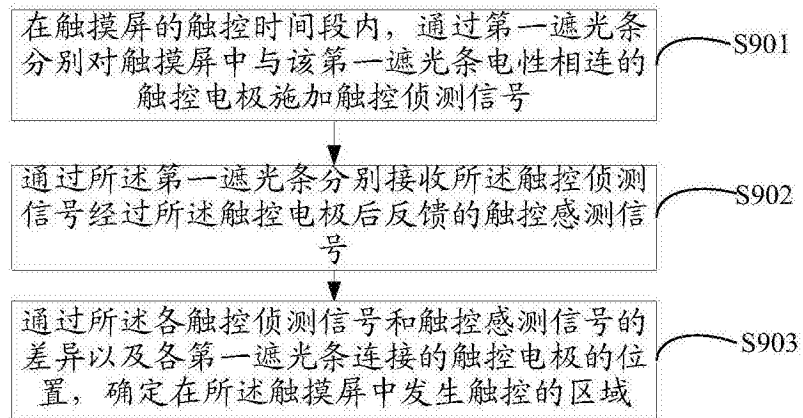 在触摸屏的触控时间段内，通过第一遮光条
分别对触摸屏中与该第一遮光条电性相连的
触控电极施加触控侦测信号
S901
通过所述第一遮光条分别接收所述触控侦测
信号经过所述触控电极后反馈的触控感测信
号
S902
通过所述各触控侦测信号和触控感测信号的
差异以及各第一遮光条连接的触控电极的位
置，确定在所述触摸屏中发生触控的区域
S903